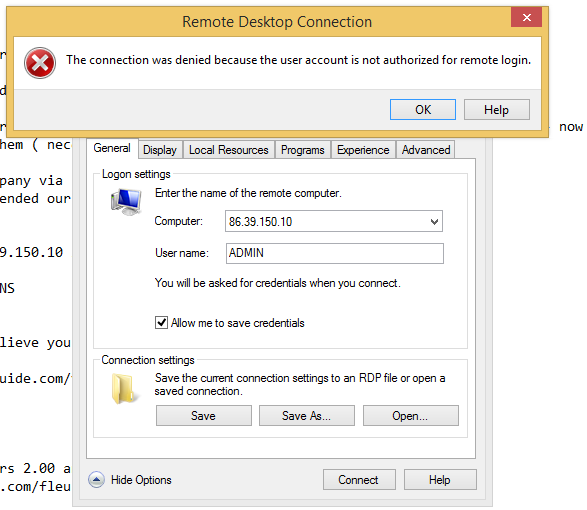 Remote Desktop Connection
The connection was denied because the user account is not authorized for remote login.
OK
Help
now
hem ( nec
General
Display
Local Resources
Programs
Experience
Advanced
pany via
ended our
Logon settings
Enter the name of the remote computer.
Computer:
86.39.150.10
User name:
ADMIN
9.150.10
You will be asked for credentials when you connect.
NS
Allow me to save credentials
lieve you
Connection settings
uide.com/
Save the current connection settings to an RDP file or open a
saved connection.
Save
Save As...
Open...
rs 2.00 a
.com/fleu
Hide Options
Connect
Help